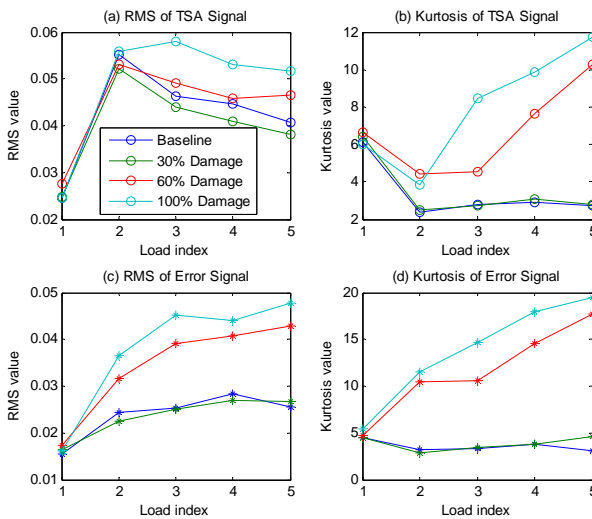 (a) RMS of TSA Signal
0.06
0.05
0.04
0.03
0.02
RMS value
Baseline
30% Damage
60% Damage
100% Damage
1 2 3 4 5
Load index
(b) Kurtosis of TSA Signal
12
10
8
6
4
2
Kurtosis value
1 2 3 4 5
Load index
(c) RMS of Error Signal
0.05
0.04
0.03
0.02
0.01
RMS value
1 2 3 4 5
Load index
(d) Kurtosis of Error Signal
20
15
10
5
0
Kurtosis value
1 2 3 4 5
Load index